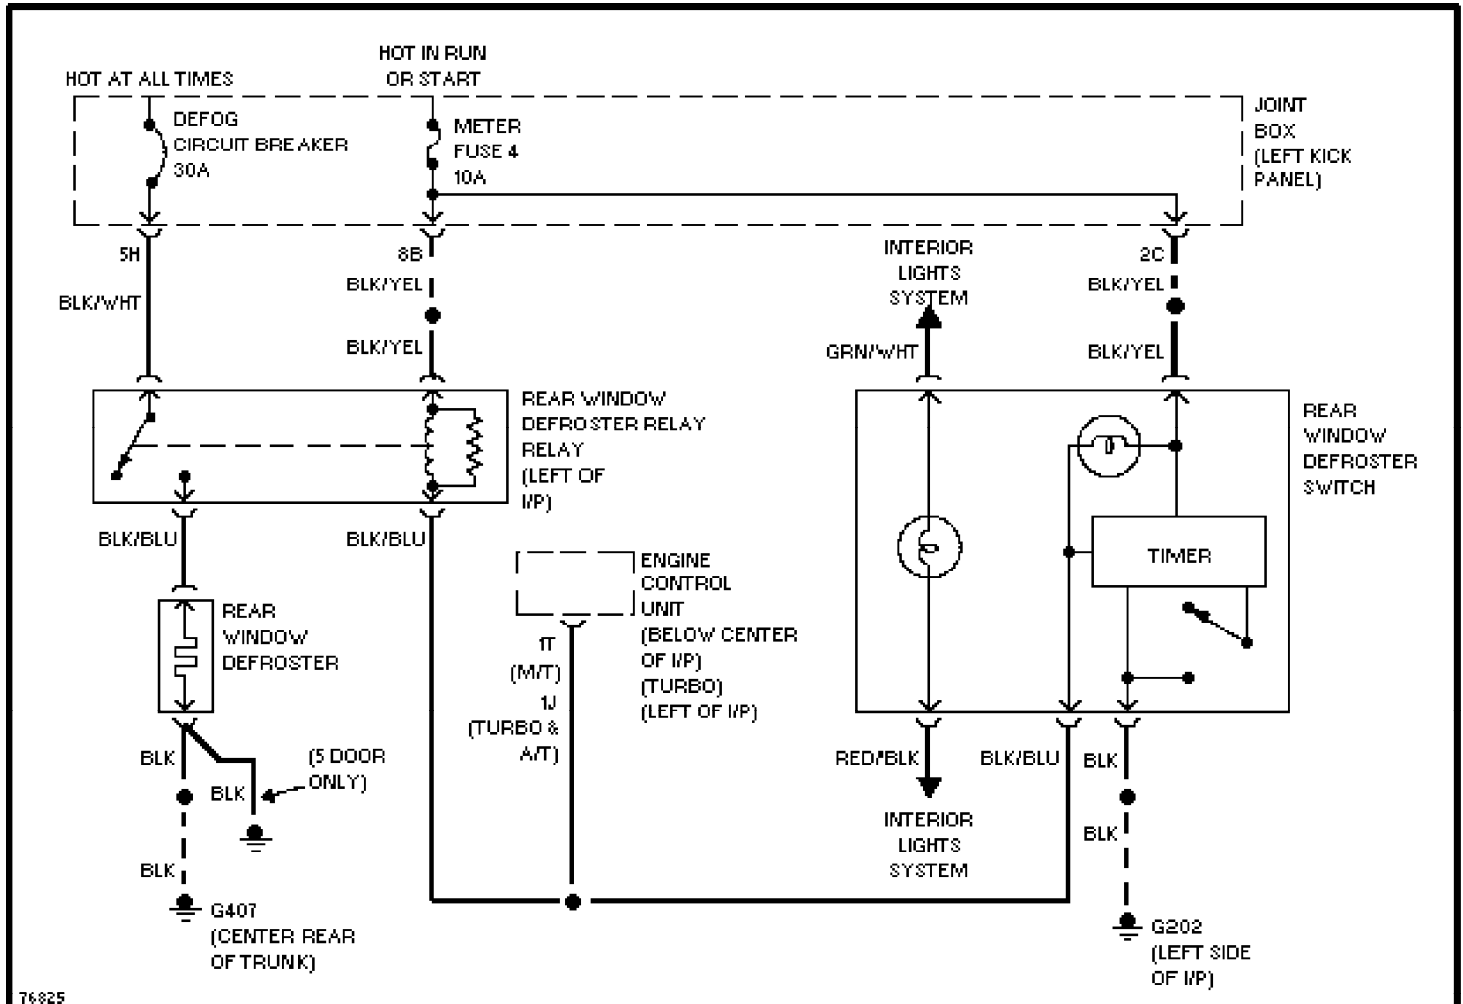 HOT AT ALL TIMES
HOT IN RUN
OR START
DEFOG
CIRCUIT BREAKER
30A
METER
FUSE 4
10A
JOINT
BOX
(LEFT KICK
PANEL)
5H
8B
2C
BLK/WHT
BLK/YEL
BLK/YEL
INTERIOR
LIGHTS
SYSTEM
GRN/WHT
BLK/YEL
BLK/YEL
REAR WINDOW
DEFROSTER RELAY
RELAY
(LEFT OF
I/P)
REAR
WINDOW
DEFROSTER
SWITCH
TIMER
BLK/BLU
BLK/BLU
ENGINE
CONTROL
UNIT
(BELOW CENTER
OF I/P)
(TURBO)
(LEFT OF I/P)
1T
(M/T)
1J
(TURBO &
A/T)
REAR
WINDOW
DEFROSTER
BLK
(5 DOOR
ONLY)
BLK
BLK
G407
(CENTER REAR
OF TRUNK)
RED/BLK
BLK/BLU
BLK
INTERIOR
LIGHTS
SYSTEM
BLK
G202
(LEFT SIDE
OF I/P)
76825